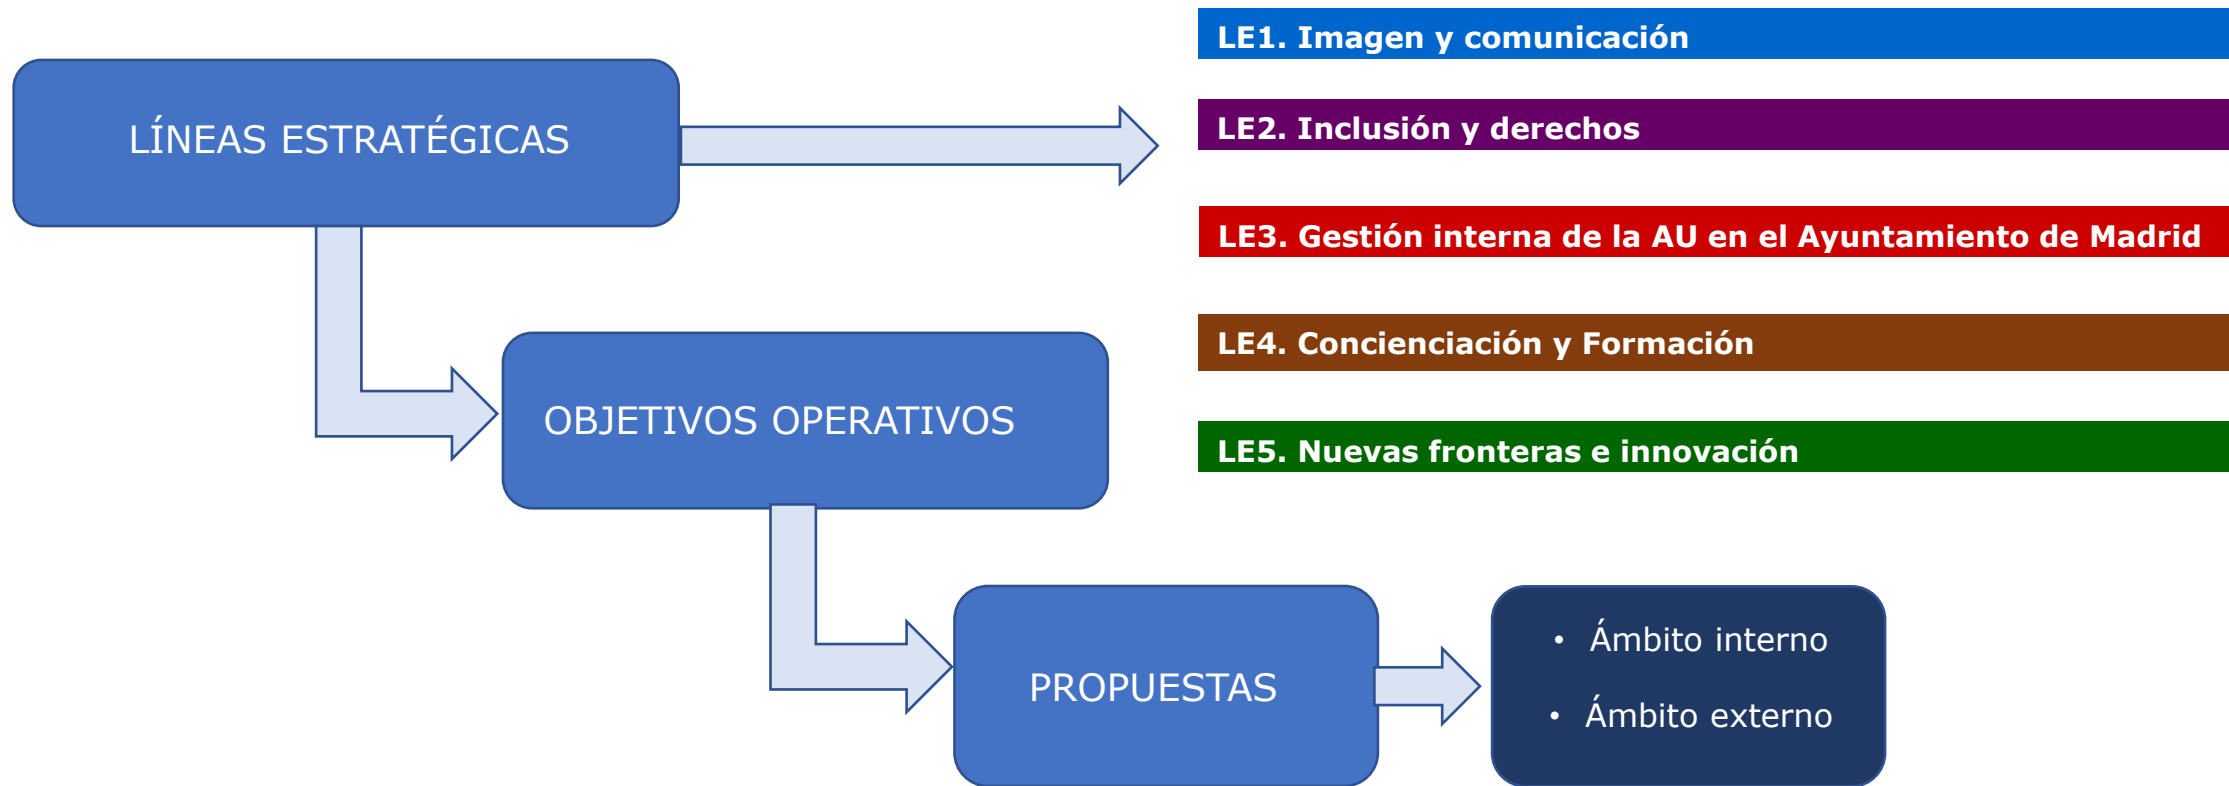 LÍNEAS ESTRATÉGICAS
LE1. Imagen y comunicación
LE2. Inclusión y derechos
LE3. Gestión interna de la AU en el Ayuntamiento de Madrid
LE4. Concienciación y Formación
LE5. Nuevas fronteras e innovación
OBJETIVOS OPERATIVOS
PROPUESTAS
• Ámbito interno
• Ámbito externo